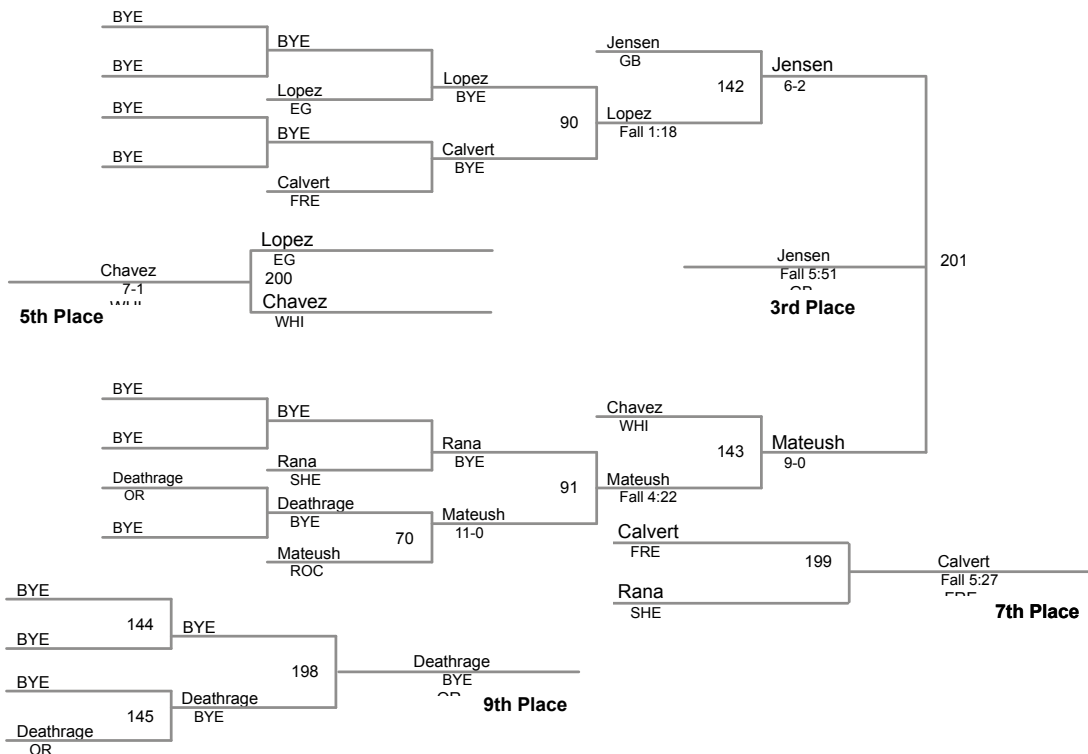 BYE
BYE
BYE
Lopez
EG
BYE
BYE
BYE
Calvert
FRE
Lopez
BYE
Calvert
BYE
90
Jensen
GB
Lopez
Fall 1:18
142
Jensen
6-2
201
Jensen
Fall 5:51
GB
3rd Place
Lopez
EG
200
Chavez
WHI
Chavez
7-1
WHI
5th Place
BYE
BYE
BYE
Rana
SHE
Deathrage
OR
BYE
Deathrage
BYE
70
Mateush
ROC
Rana
BYE
Mateush
11-0
91
Chavez
WHI
Mateush
Fall 4:22
143
Mateush
9-0
Calvert
FRE
Rana
SHE
199
Calvert
Fall 5:27
FRE
7th Place
BYE
BYE
144
BYE
BYE
Deathrage
OR
145
Deathrage
BYE
198
Deathrage
BYE
OR
9th Place